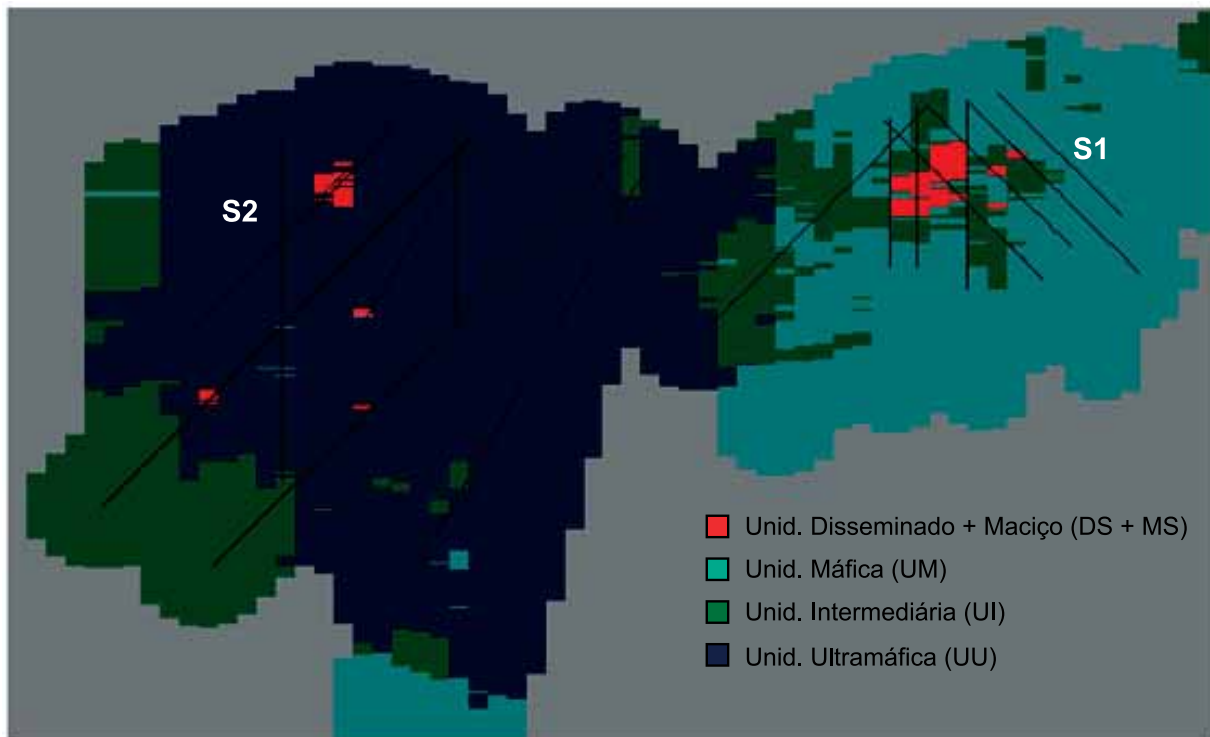 S1
S2
Unid. Disseminado + Maciço (DS + MS)
Unid. Máfica (UM)
Unid. Intermediária (UI)
Unid. Ultramáfica (UU)